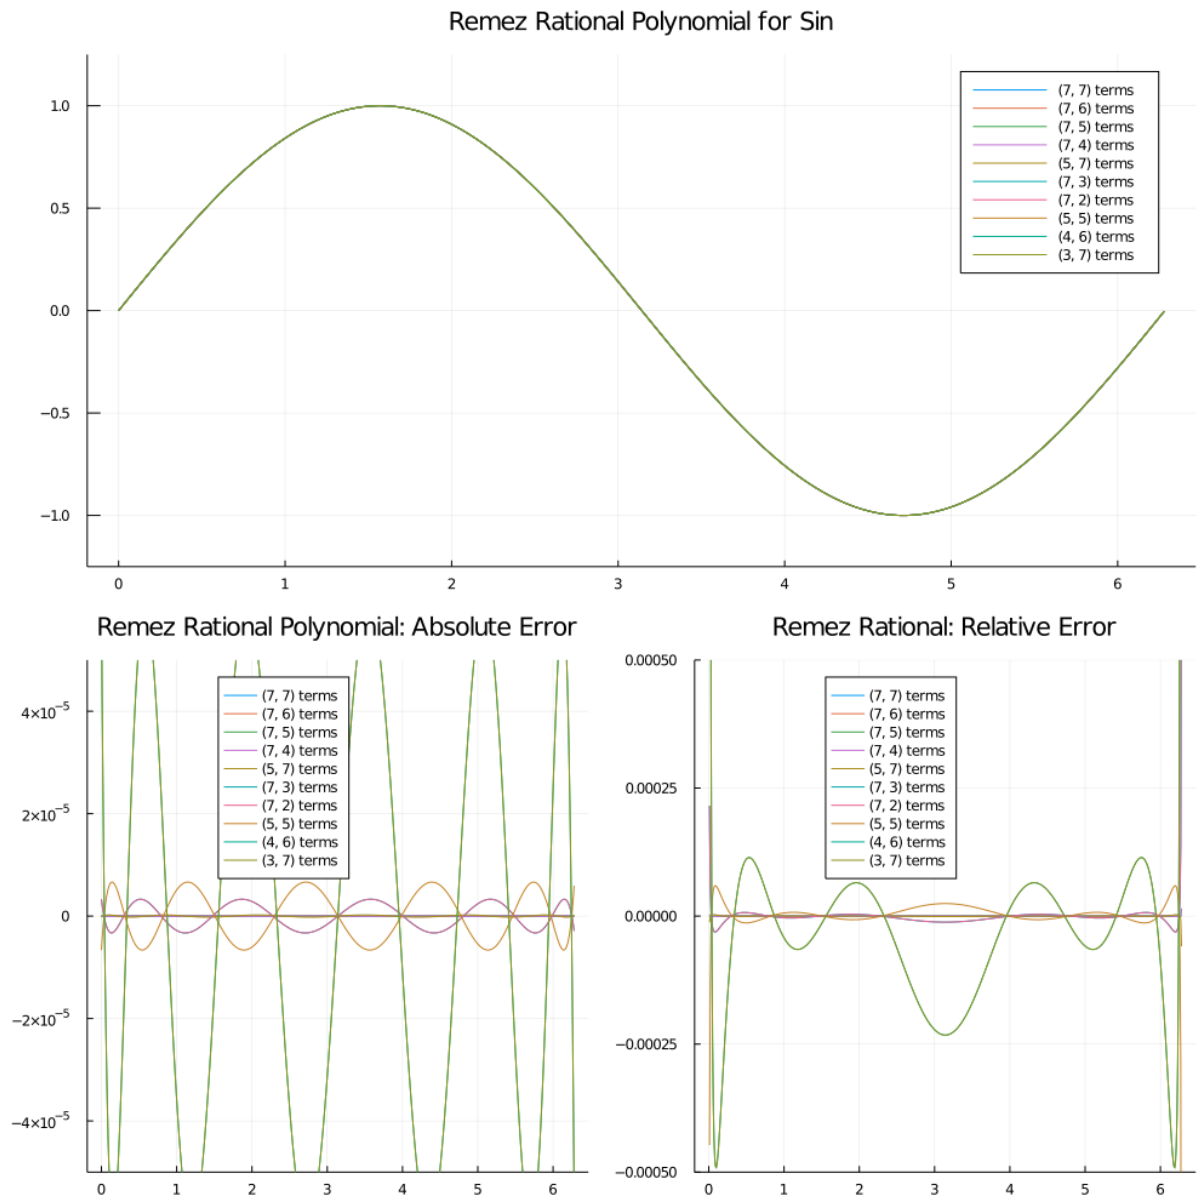 Remez Rational Polynomial for Sin
1.0
0.5
0.0
−0.5
−1.0
(7, 7) terms
(7, 6) terms
(7, 5) terms
(7, 4) terms
(5, 7) terms
(7, 3) terms
(7, 2) terms
(5, 5) terms
(4, 6) terms
(3, 7) terms
0 1 2 3 4 5 6
Remez Rational Polynomial: Absolute Error
4×10⁻⁵
2×10⁻⁵
0
−2×10⁻⁵
−4×10⁻⁵
(7, 7) terms
(7, 6) terms
(7, 5) terms
(7, 4) terms
(5, 7) terms
(7, 3) terms
(7, 2) terms
(5, 5) terms
(4, 6) terms
(3, 7) terms
0 1 2 3 4 5 6
Remez Rational: Relative Error
0.00050
0.00025
0.00000
−0.00025
−0.00050
(7, 7) terms
(7, 6) terms
(7, 5) terms
(7, 4) terms
(5, 7) terms
(7, 3) terms
(7, 2) terms
(5, 5) terms
(4, 6) terms
(3, 7) terms
0 1 2 3 4 5 6